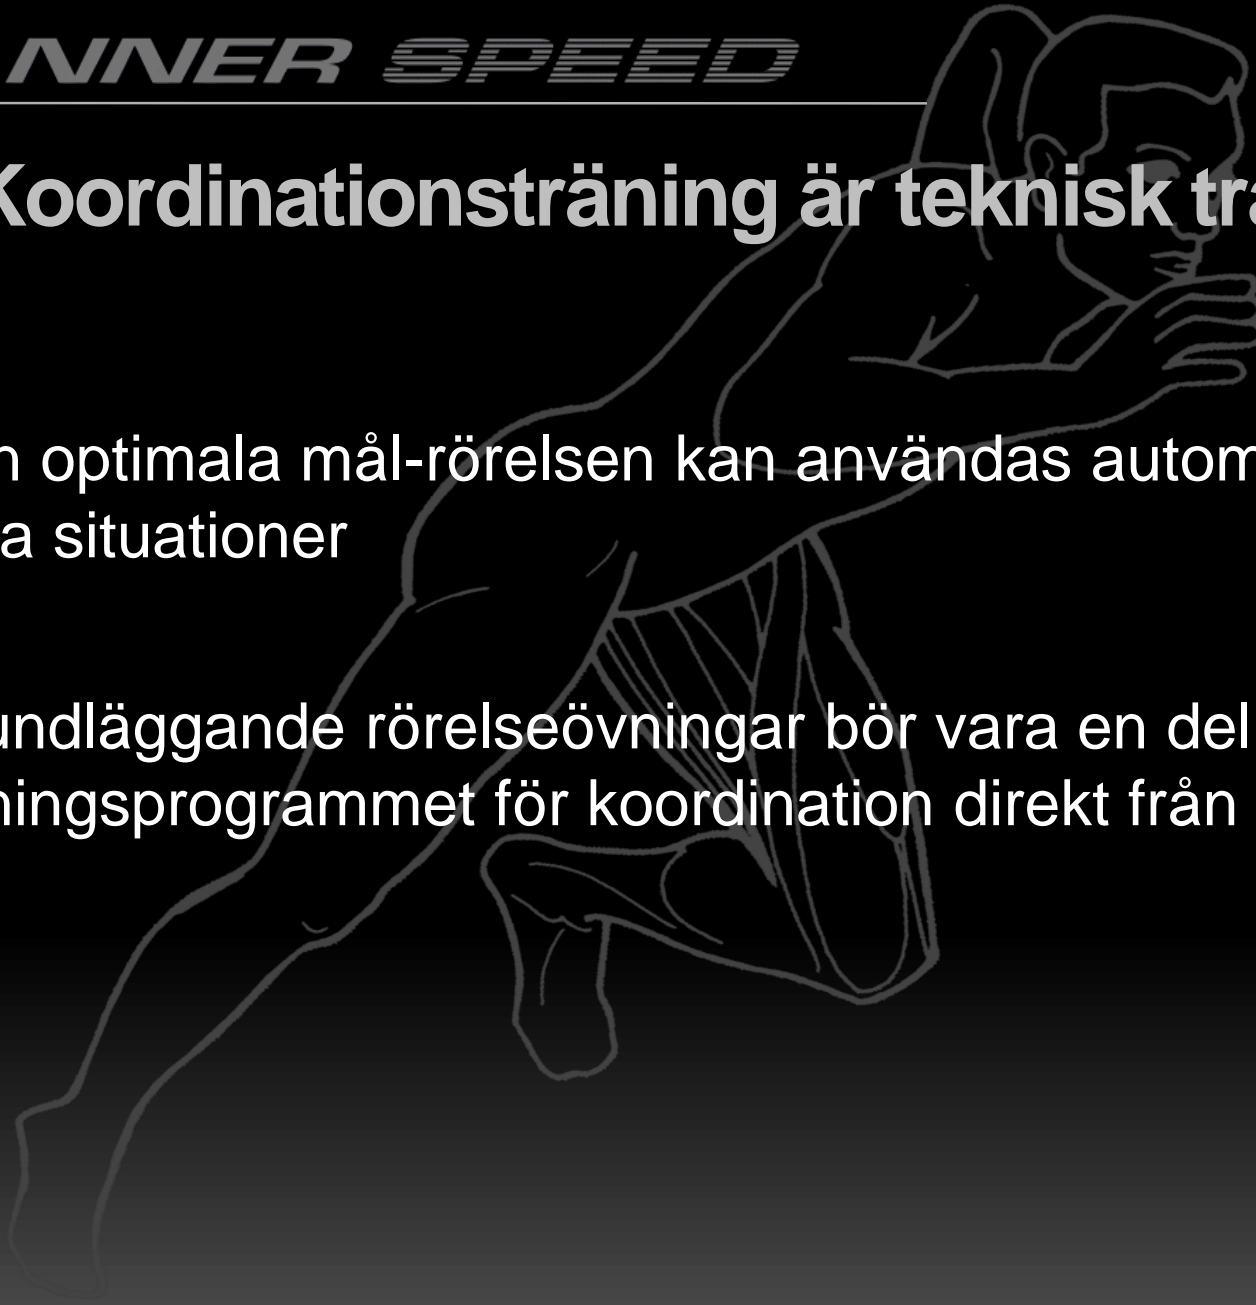 NNER SPEED
Koordinationsträning är teknisk trä
n optimala mål-rörelsen kan användas autom
a situationer
undläggande rörelseövningar bör vara en del
ningsprogrammet för koordination direkt från